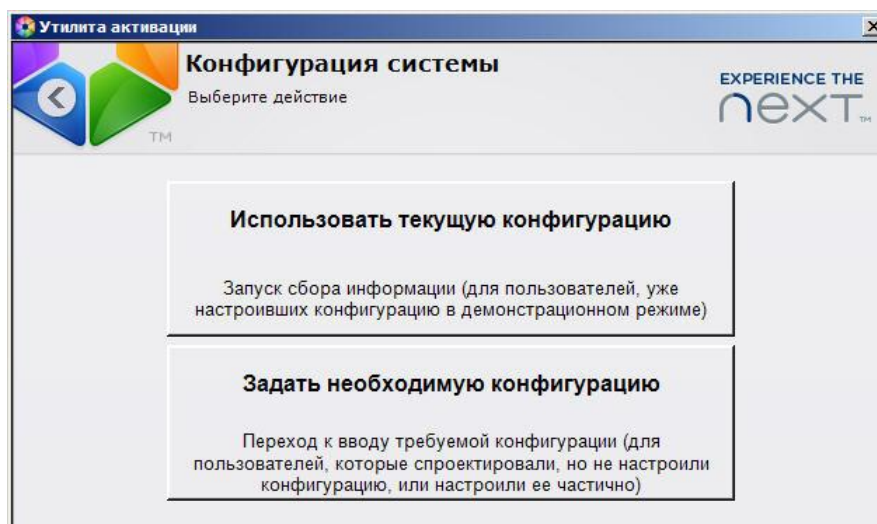 Утилита активации
Конфигурация системы
Выберите действие
EXPERIENCE THE
next™
TM
Использовать текущую конфигурацию
Запуск сбора информации (для пользователей, уже
настроивших конфигурацию в демонстрационном режиме)
Задать необходимую конфигурацию
Переход к вводу требуемой конфигурации (для
пользователей, которые спроектировали, но не настроили
конфигурацию, или настроили ее частично)